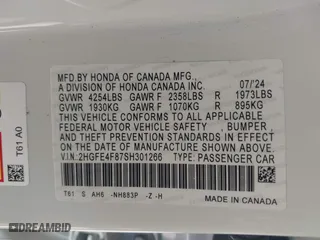 MFD.BY HONDA OF CANADA MFG.,
A DIVISION OF HONDA CANADA INC. 07/24
GVWR 4254LBS GAWR F 2358LBS R 1973LBS
GVWR 1930KG GAWR F 1070KG R 895KG
THIS VEHICLE CONFORMS TO ALL APPLICABLE
FEDERAL MOTOR VEHICLE SAFETY, BUMPER
AND THEFT PREVENTION STANDARDS IN EFFECT
ON THE DATE OF MANUFACTURE SHOWN ABOVE.
V.I.N. 2HGFE4F87SH301266
TYPE: PASSENGER CAR
T61 S AH6 -NH883P -Z -H
MADE IN CANADA
T61 A0
DREAMBID